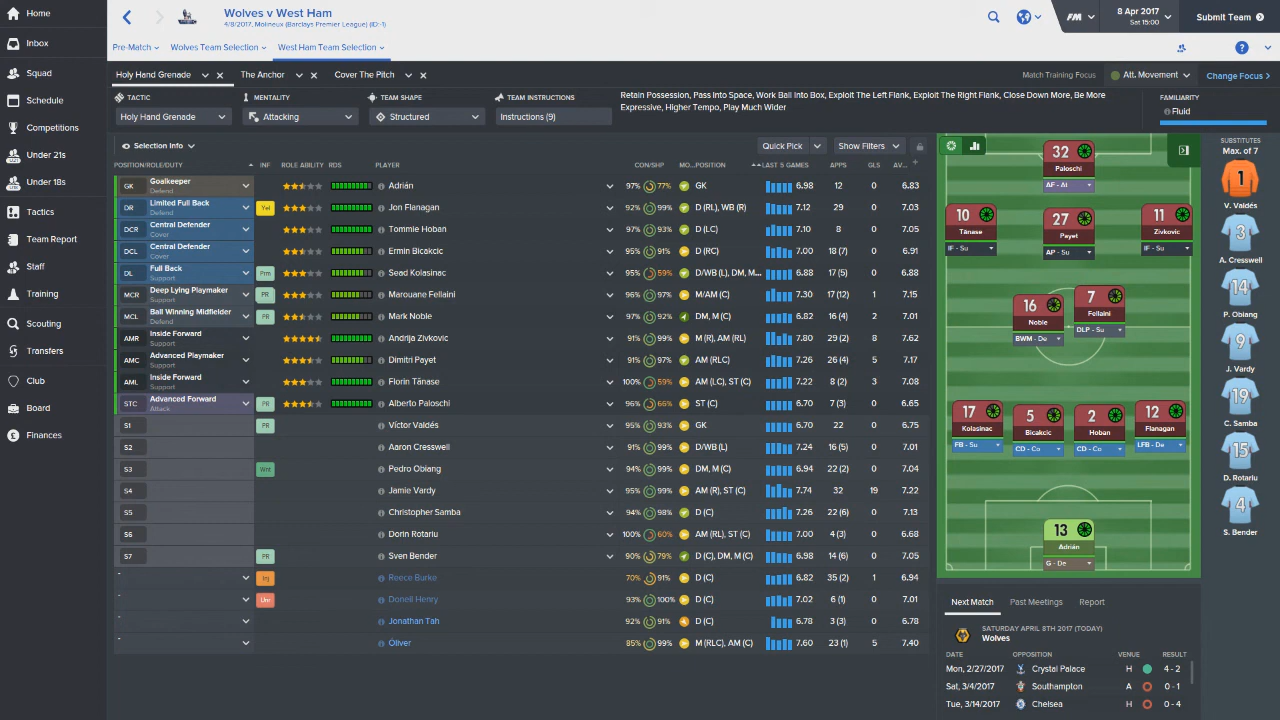 Home
Inbox
Squad
Schedule
Competitions
Under 21s
Under 18s
Tactics
Team Report
Staff
Training
Scouting
Transfers
Club
Board
Finances
Wolves v West Ham
4/8/2017, Molineux (Barclays Premier League) (ID:-1)
FM
8 Apr 2017
Sat 15:00
Submit Team
Pre-Match
Wolves Team Selection
West Ham Team Selection
Holy Hand Grenade
The Anchor
Cover The Pitch
Match Training Focus
Att. Movement
Change Focus
TACTIC
MENTALITY
TEAM SHAPE
TEAM INSTRUCTIONS
Holy Hand Grenade
Attacking
Structured
Instructions (9)
Retain Possession, Pass Into Space, Work Ball Into Box, Exploit The Left Flank, Exploit The Right Flank, Close Down More, Be More
Expressive, Higher Tempo, Play Much Wider
FAMILIARITY
Fluid
Selection Info
Quick Pick
Show Filters
POSITION/ROLE/DUTY INF ROLE ABILITY RDS PLAYER CON/SHP MO... POSITION LAST 5 GAMES APPS GLS AV...
GK Goalkeeper Defend Adrián 97% 77% GK 6.98 12 0 6.83
DR Limited Full Back Defend Yel Jon Flanagan 92% 99% D (RL), WB (R) 7.12 29 0 7.03
DCR Central Defender Cover Tommie Hoban 97% 93% D (LC) 7.10 8 0 7.05
DCL Central Defender Cover Ermin Bicakcic 95% 99% D (RC) 7.00 18 (7) 0 6.91
DL Full Back Support Prm Sead Kolasinac 95% 59% D/WB (L), DM, M... 6.88 17 (5) 0 6.88
MCR Deep Lying Playmaker Support PR Marouane Fellaini 96% 97% M/AM (C) 7.30 17 (12) 1 7.15
MCL Ball Winning Midfielder Defend PR Mark Noble 97% 92% DM, M (C) 6.82 16 (4) 2 7.01
AMR Inside Forward Support Andrija Zivkovic 91% 99% M (R), AM (RL) 7.80 29 (2) 8 7.62
AMC Advanced Playmaker Support Dimitri Payet 91% 97% AM (RLC) 7.26 26 (4) 5 7.17
AML Inside Forward Support Florin Tănase 100% 59% AM (LC), ST (C) 7.22 8 (2) 3 7.08
STC Advanced Forward Attack PR Alberto Paloschi 96% 66% ST (C) 6.70 7 (3) 0 6.65
S1 PR Víctor Valdés 95% 93% GK 6.70 22 0 6.75
S2 Aaron Cresswell 97% 99% D/WB (L) 7.24 16 (5) 0 7.01
S3 Wnt Pedro Obiang 94% 99% DM, M (C) 6.94 22 (2) 0 7.04
S4 Jamie Vardy 95% 99% AM (R), ST (C) 7.74 32 19 7.22
S5 Christopher Samba 94% 98% D (C) 7.26 22 (6) 0 7.13
S6 Dorin Rotariu 100% 60% AM (RL), ST (C) 7.00 4 (3) 0 6.68
S7 PR Sven Bender 90% 79% D (C), DM, M (C) 6.98 14 (6) 0 7.05
- Inj Reece Burke 70% 91% D (C) 6.82 35 (2) 1 6.94
- Unr Donell Henry 93% 100% D (C) 7.02 6 (1) 0 7.01
- Jonathan Tah 92% 91% D (C) 6.78 3 (3) 0 6.78
- Óliver 85% 99% M (RLC), AM (C) 7.60 23 (1) 5 7.40
32
Paloschi
AF - At
10
Tănase
IF - Su
27
Payet
AP - Su
11
Zivkovic
IF - Su
16
Noble
BWM - De
7
Fellaini
DLP - Su
17
Kolasinac
FB - Su
5
Bicakcic
CD - Co
2
Hoban
CD - Co
12
Flanagan
LFB - De
13
Adrián
G - De
SUBSTITUTES
Max. of 7
1
V. Valdés
3
A. Cresswell
14
P. Obiang
9
J. Vardy
19
C. Samba
15
D. Rotariu
4
S. Bender
Next Match
Past Meetings
Report
SATURDAY APRIL 8TH 2017 (TODAY)
Wolves
DATE OPPOSITION VENUE RESULT
Mon, 2/27/2017 Crystal Palace H 4 - 2
Sat, 3/4/2017 Southampton A 0 - 1
Tue, 3/14/2017 Chelsea H 0 - 4